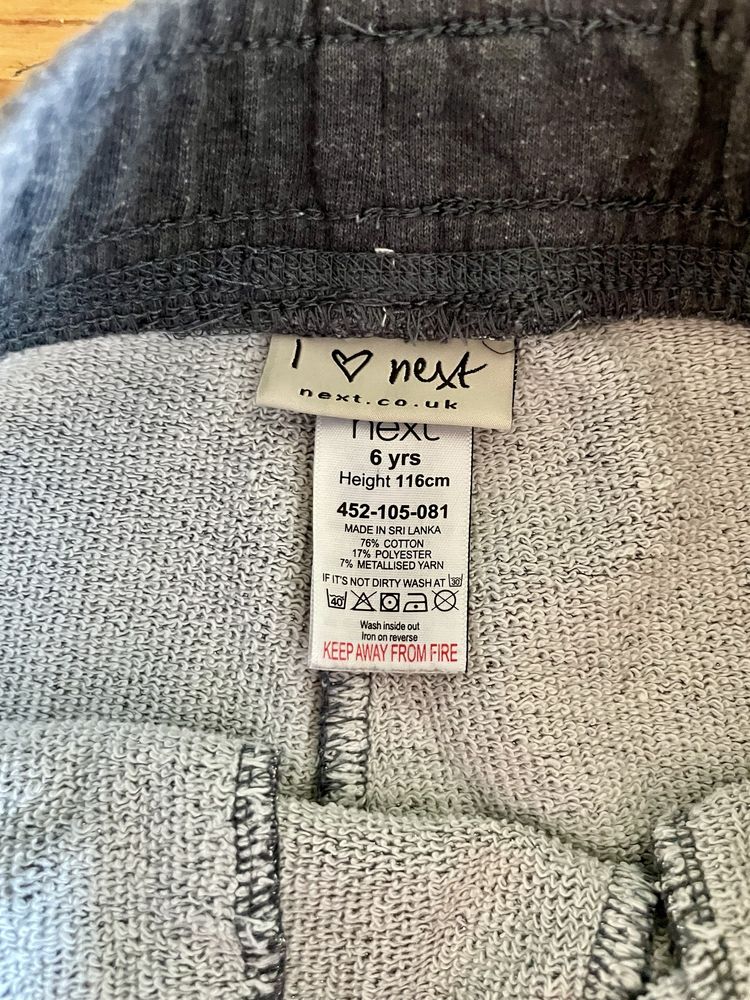 I ♡ next
next.co.uk
next
6 yrs
Height 116cm
452-105-081
MADE IN SRI LANKA
76% COTTON
17% POLYESTER
7% METALLISED YARN
IF IT'S NOT DIRTY WASH AT 30
40
Wash inside out
Iron on reverse
KEEP AWAY FROM FIRE